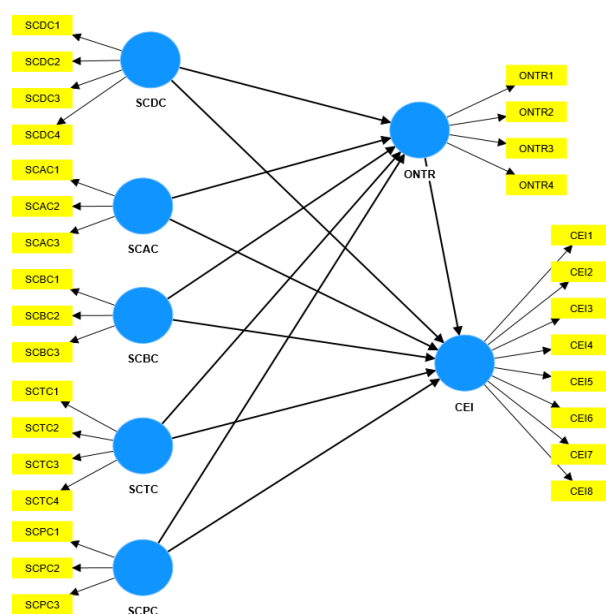 SCDC1
SCDC2
SCDC3
SCDC4
SCDC
SCAC1
SCAC2
SCAC3
SCAC
SCBC1
SCBC2
SCBC3
SCBC
SCTC1
SCTC2
SCTC3
SCTC4
SCTC
SCPC1
SCPC2
SCPC3
SCPC
ONTR
ONTR1
ONTR2
ONTR3
ONTR4
CEI
CEI1
CEI2
CEI3
CEI4
CEI5
CEI6
CEI7
CEI8